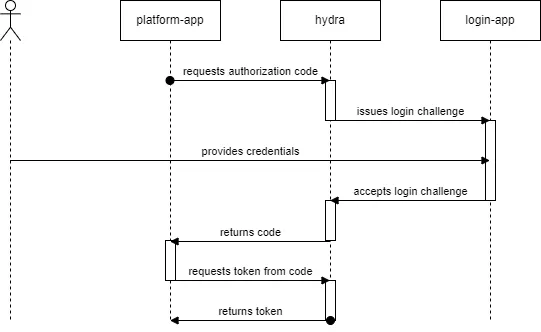 platform-app
hydra
login-app
requests authorization code
issues login challenge
provides credentials
accepts login challenge
returns code
requests token from code
returns token